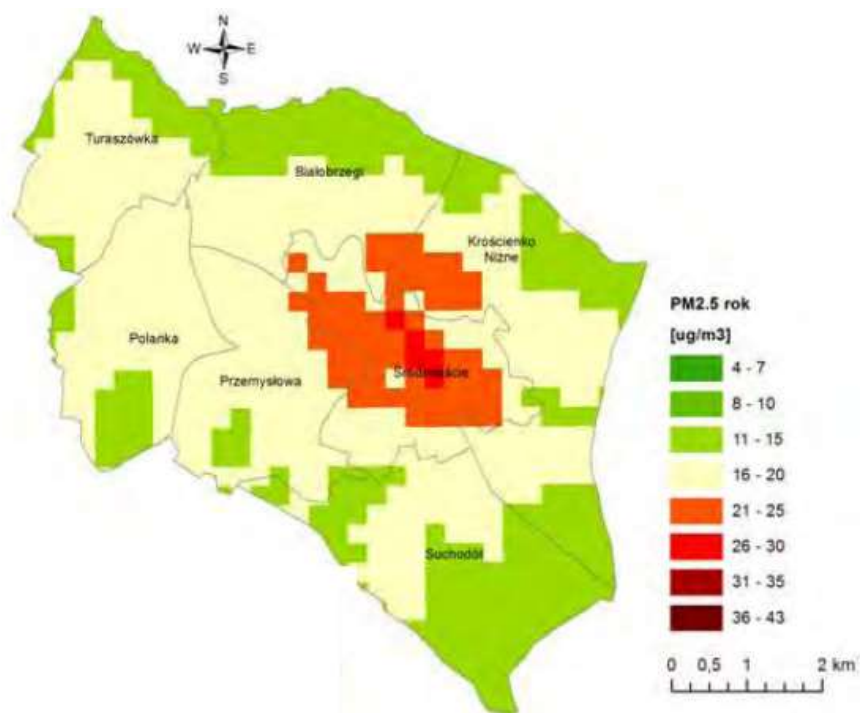 N
W E
S
Turaszówka
Białobrzegi
Krościenko
Niżne
Polanka
Przemysłowa
Śródmieście
Suchodół
PM2.5 rok
[ug/m3]
4 - 7
8 - 10
11 - 15
16 - 20
21 - 25
26 - 30
31 - 35
36 - 43
0 0,5 1 2 km